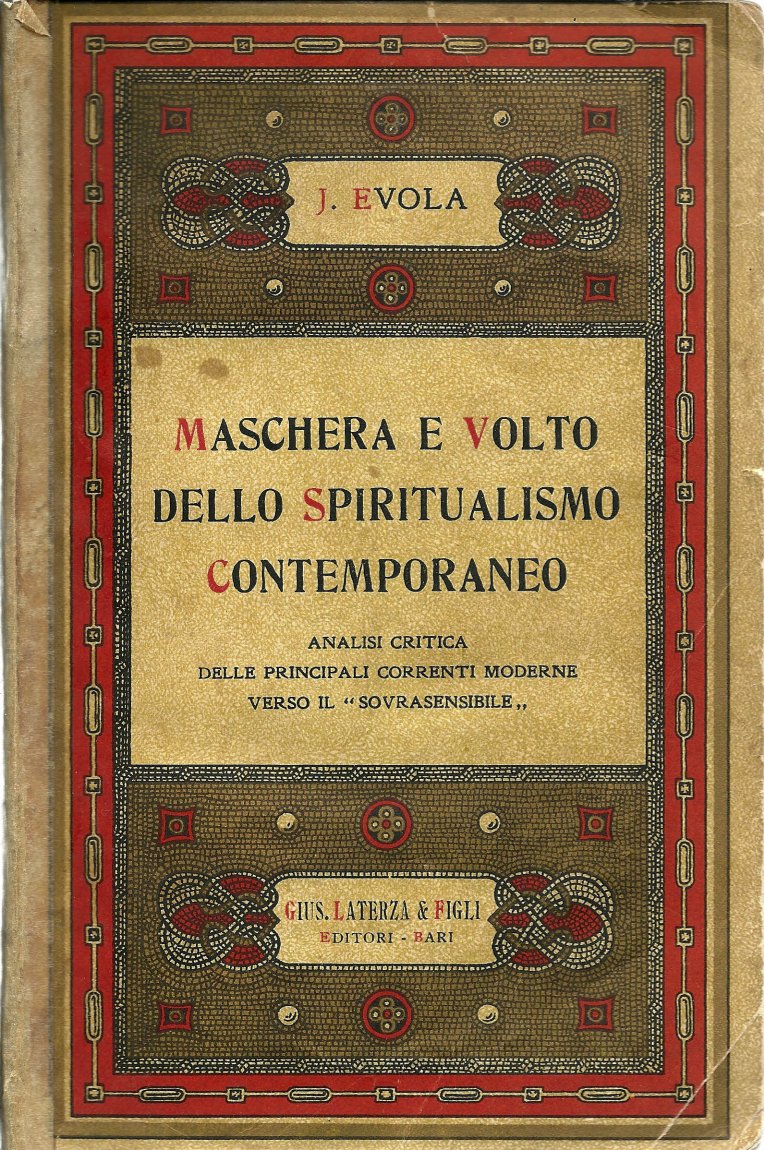 J. EVOLA
MASCHERA E VOLTO
DELLO SPIRITUALISMO
CONTEMPORANEO
ANALISI CRITICA
DELLE PRINCIPALI CORRENTI MODERNE
VERSO IL “SOVRASENSIBILE„
GIUS. LATERZA & FIGLI
EDITORI - BARI